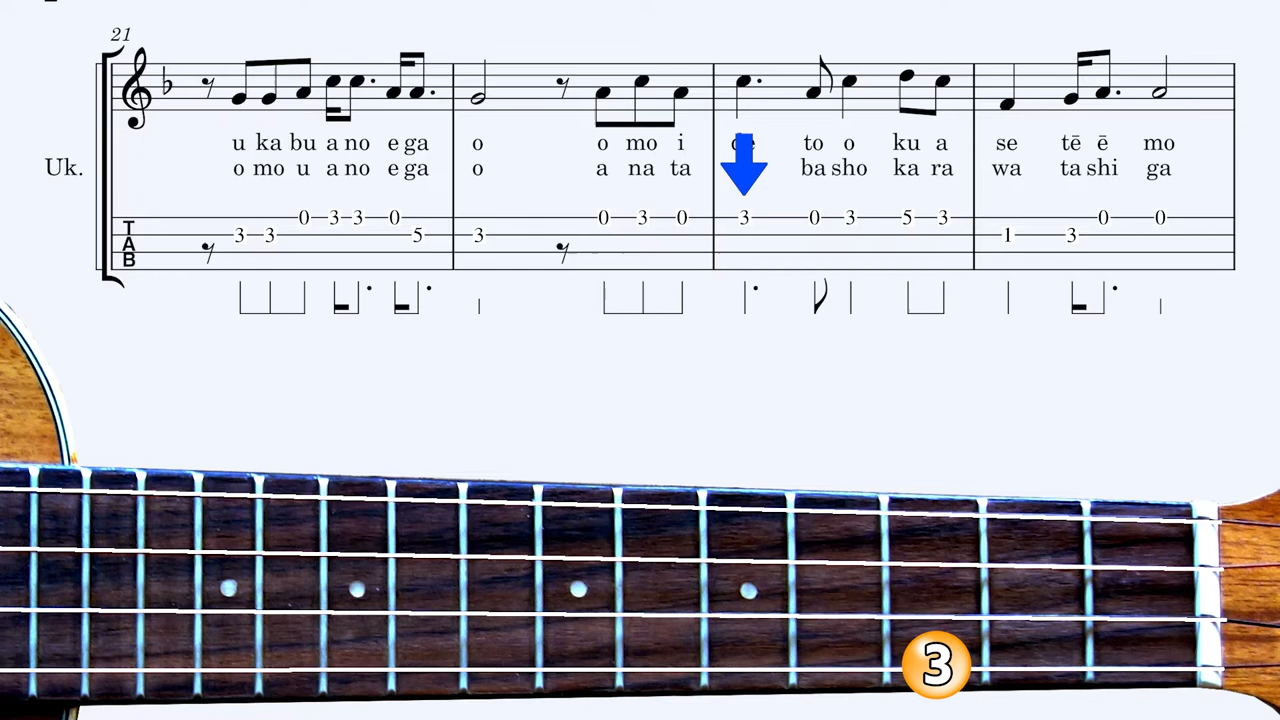 21
u ka bu a no e ga o o mo i de to o ku a se tē ē mo
Uk. o mo u a no e ga o a na ta ba sho ka ra wa ta shi ga
0 3 3 0 0 3 0 3 0 3 5 3 0 0
T A B 3 3 5 3 1 3
3